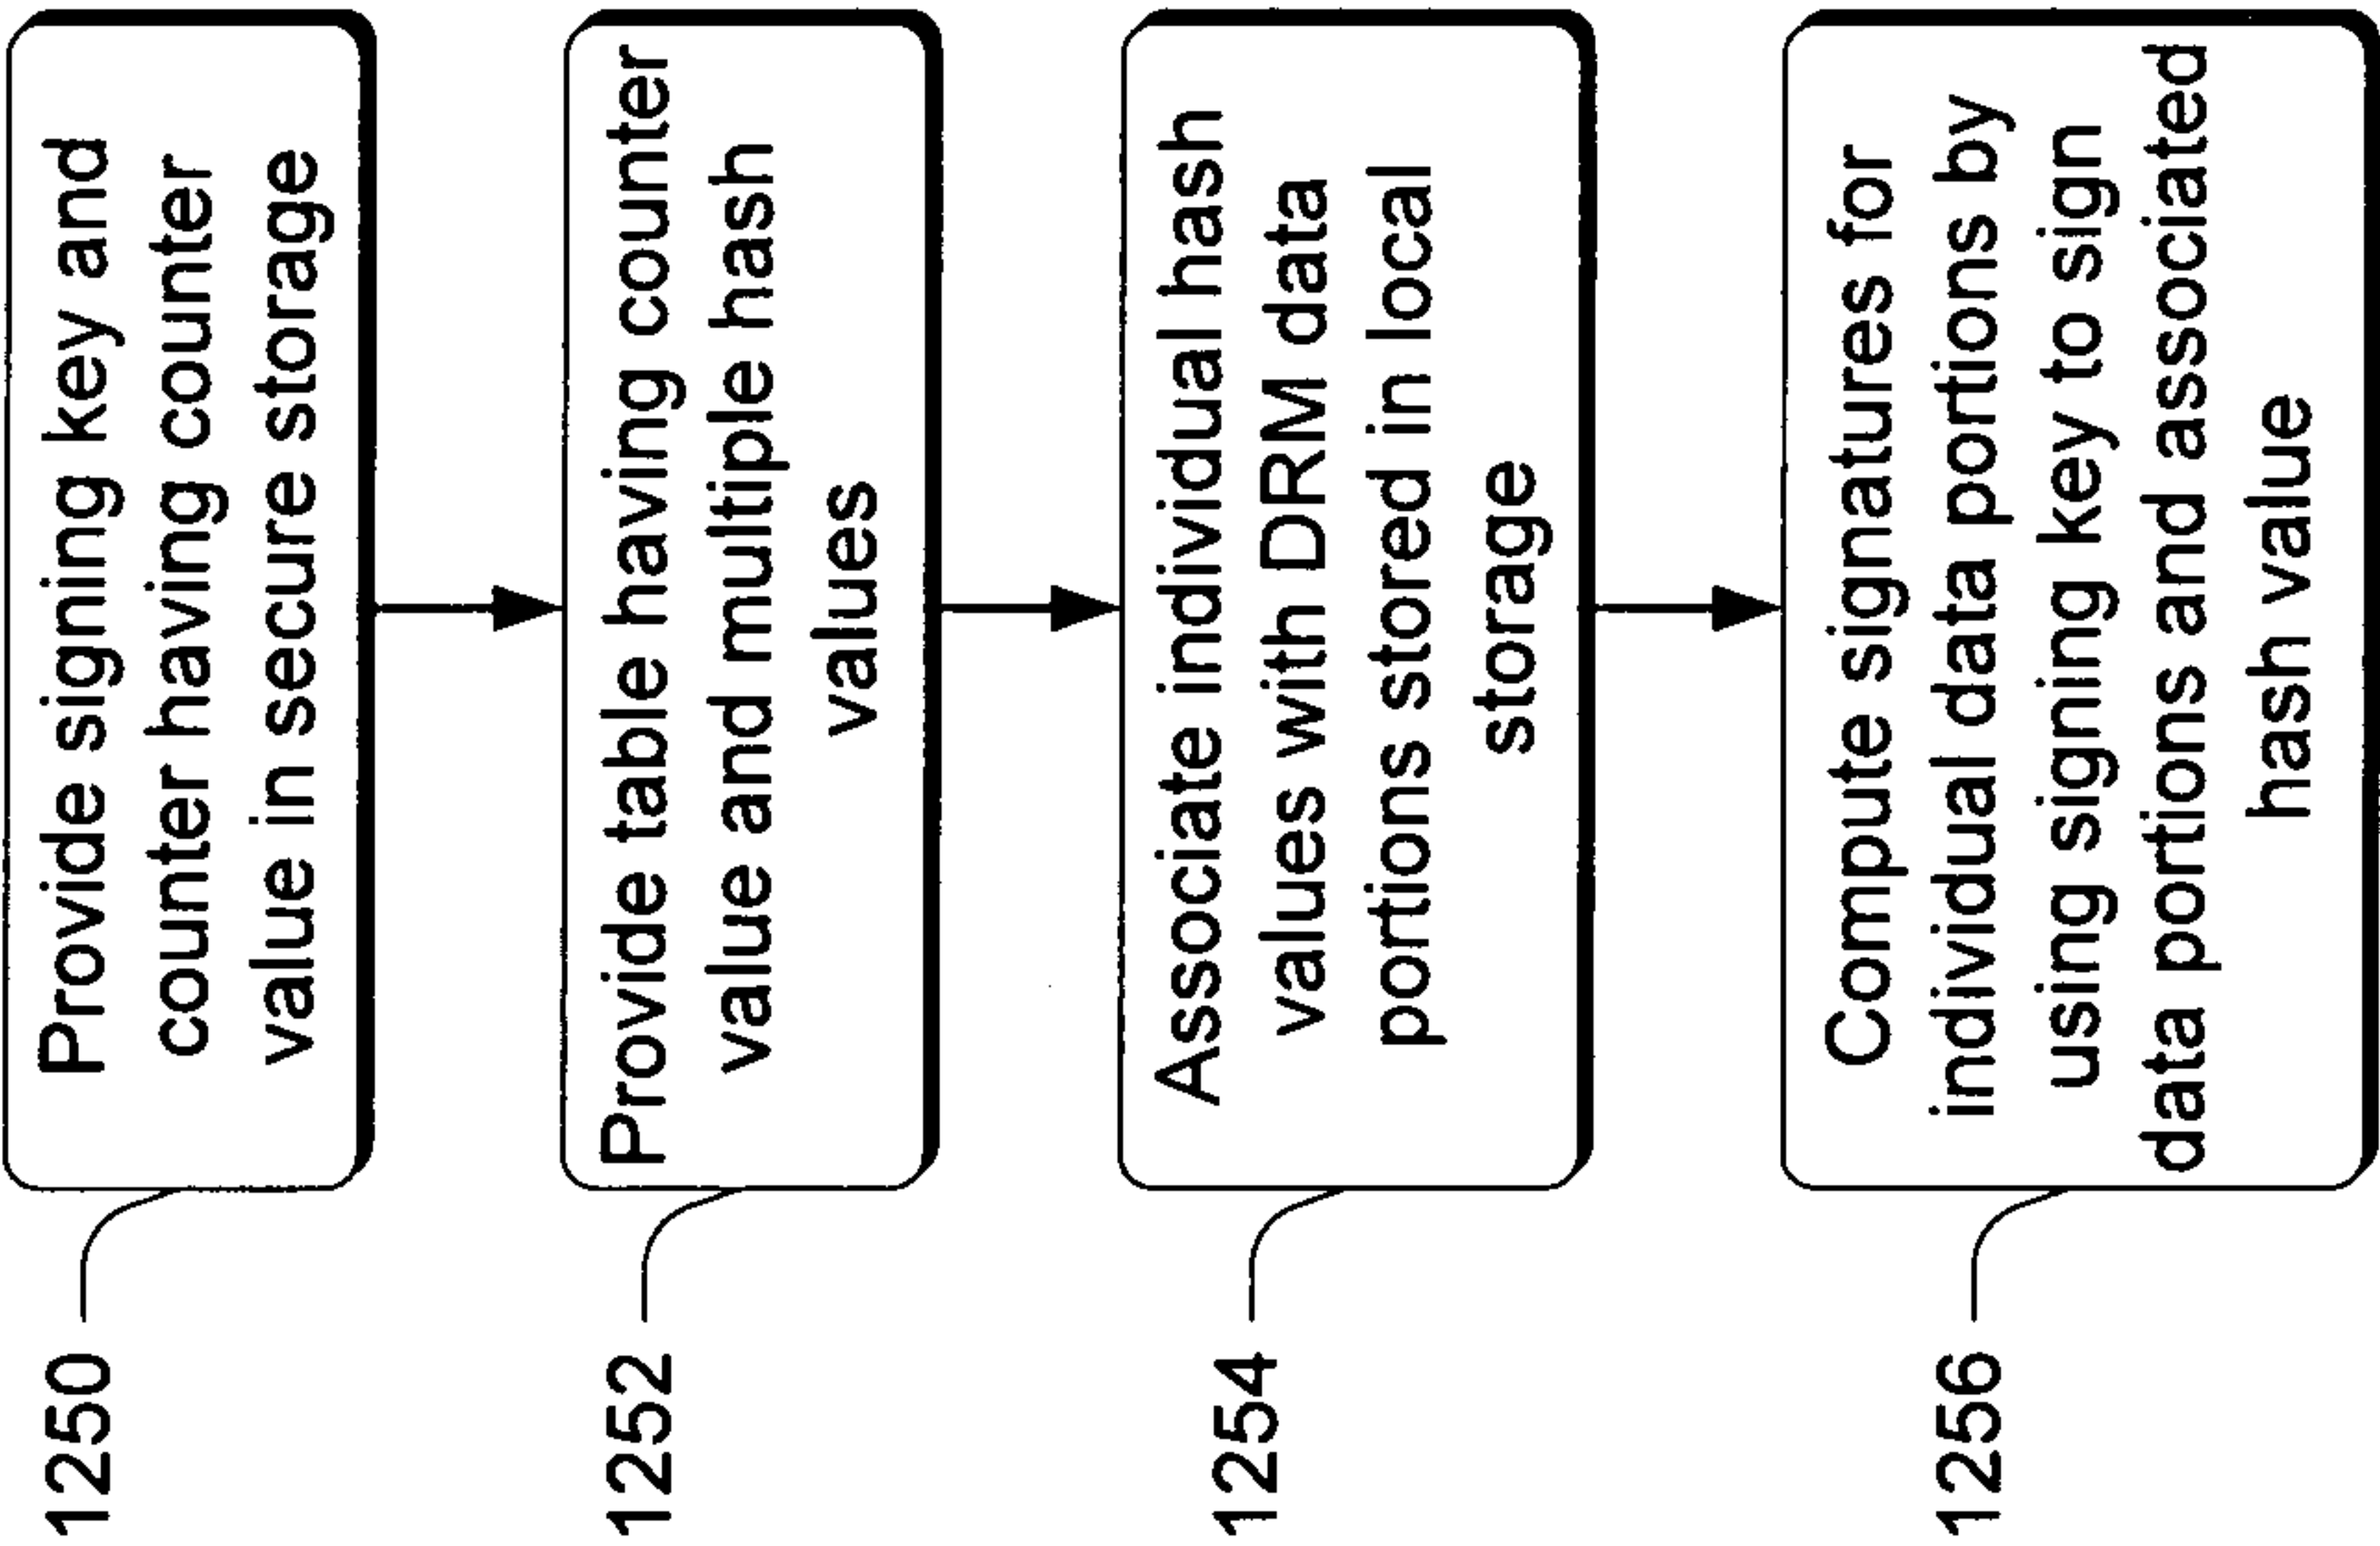 1250
Provide signing key and
counter having counter
value in secure storage
1252
Provide table having counter
value and multiple hash
values
1254
Associate individual hash
values with DRM data
portions stored in local
storage
1256
Compute signatures for
individual data portions by
using signing key to sign
data portions and associated
hash value